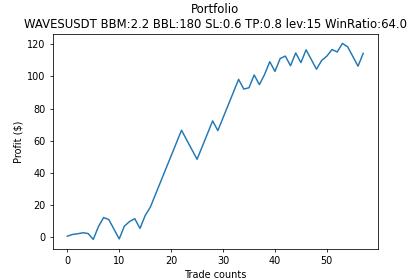 Portfolio
WAVESUSDT BBM:2.2 BBL:180 SL:0.6 TP:0.8 lev:15 WinRatio:64.0
120
100
80
60
40
20
0
Profit ($)
0 10 20 30 40 50
Trade counts